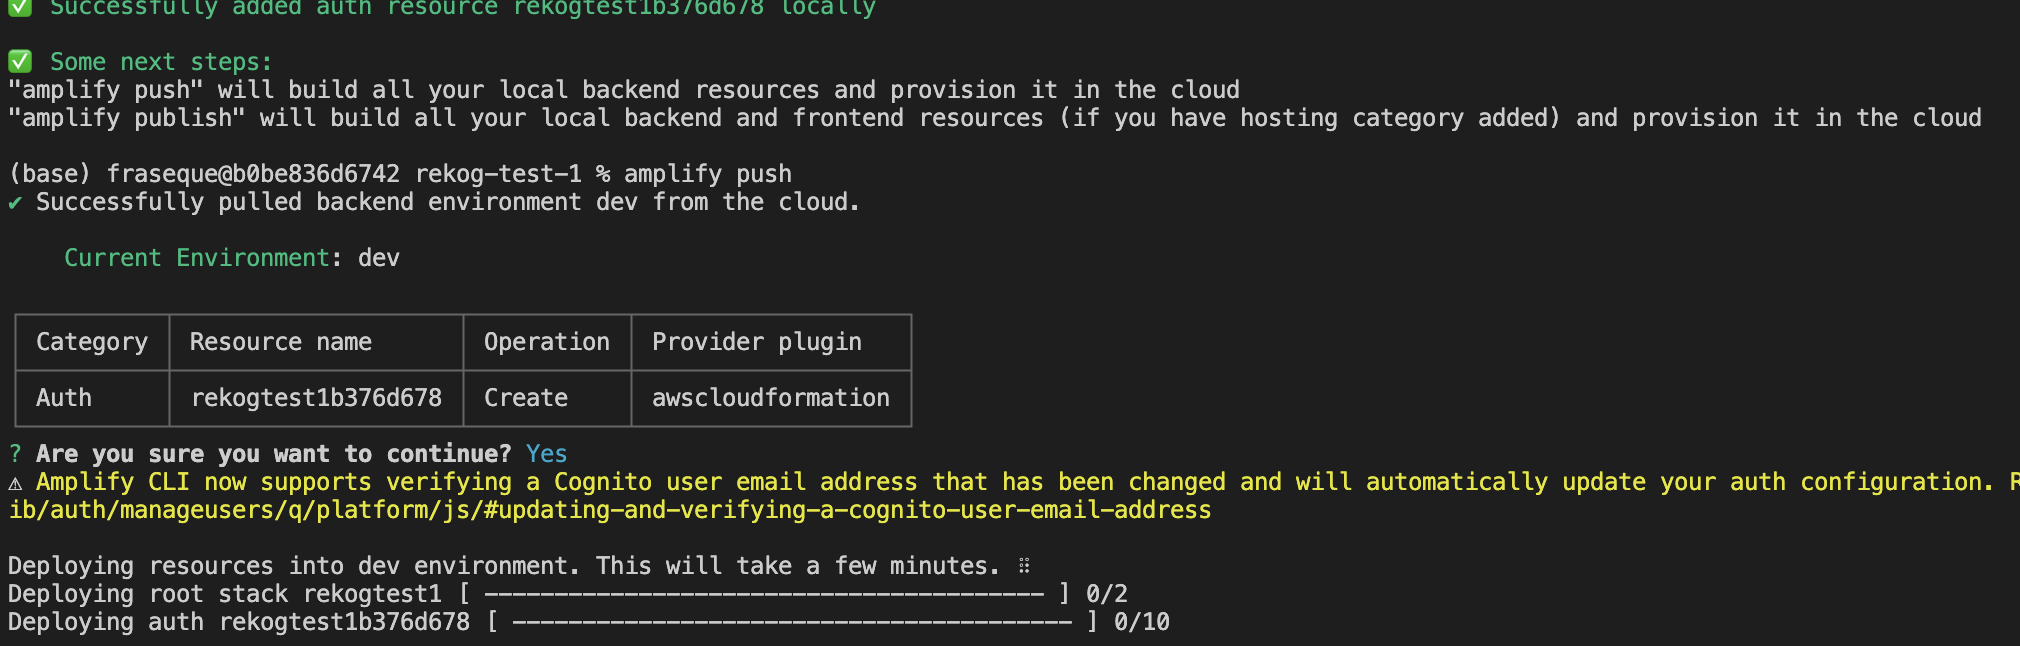 Successfully added auth resource rekogtest1b376d678 locally
Some next steps:
"amplify push" will build all your local backend resources and provision it in the cloud
"amplify publish" will build all your local backend and frontend resources (if you have hosting category added) and provision it in the cloud
(base) fraseque@b0be836d6742 rekog-test-1 % amplify push
✔ Successfully pulled backend environment dev from the cloud.
Current Environment: dev
Category Resource name Operation Provider plugin
Auth rekogtest1b376d678 Create awscloudformation
? Are you sure you want to continue? Yes
⚠ Amplify CLI now supports verifying a Cognito user email address that has been changed and will automatically update your auth configuration. R
ib/auth/manageusers/q/platform/js/#updating-and-verifying-a-cognito-user-email-address
Deploying resources into dev environment. This will take a few minutes. ⠿
Deploying root stack rekogtest1 [ ---------------------------------------- ] 0/2
Deploying auth rekogtest1b376d678 [ ---------------------------------------- ] 0/10